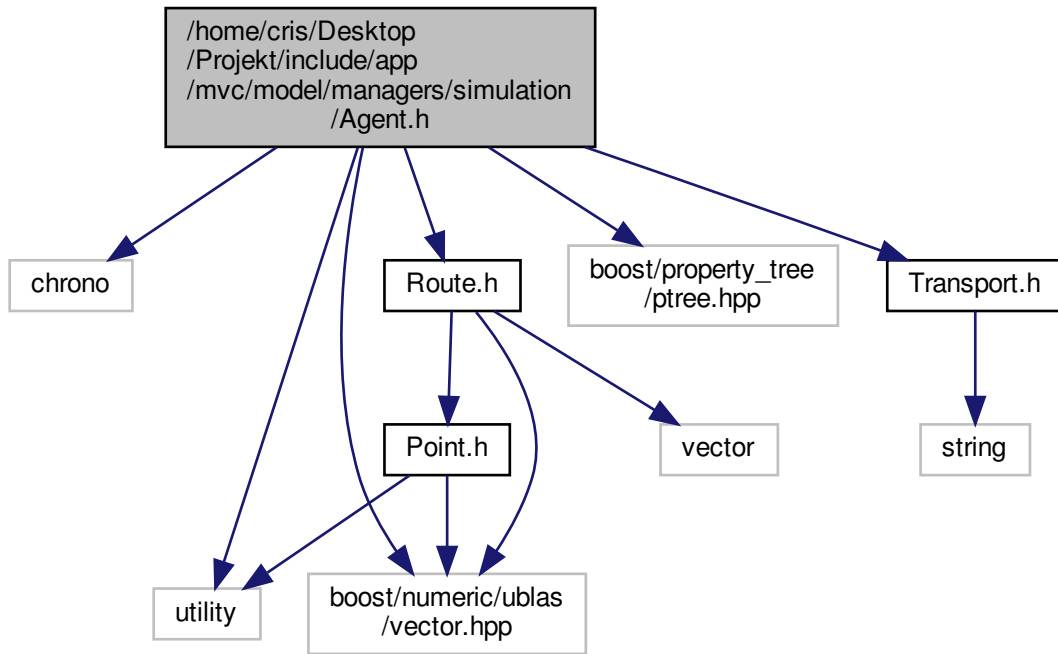 /home/cris/Desktop
/Projekt/include/app
/mvc/model/managers/simulation
/Agent.h
chrono
Route.h
boost/property_tree
/ptree.hpp
Transport.h
Point.h
vector
string
utility
boost/numeric/ublas
/vector.hpp